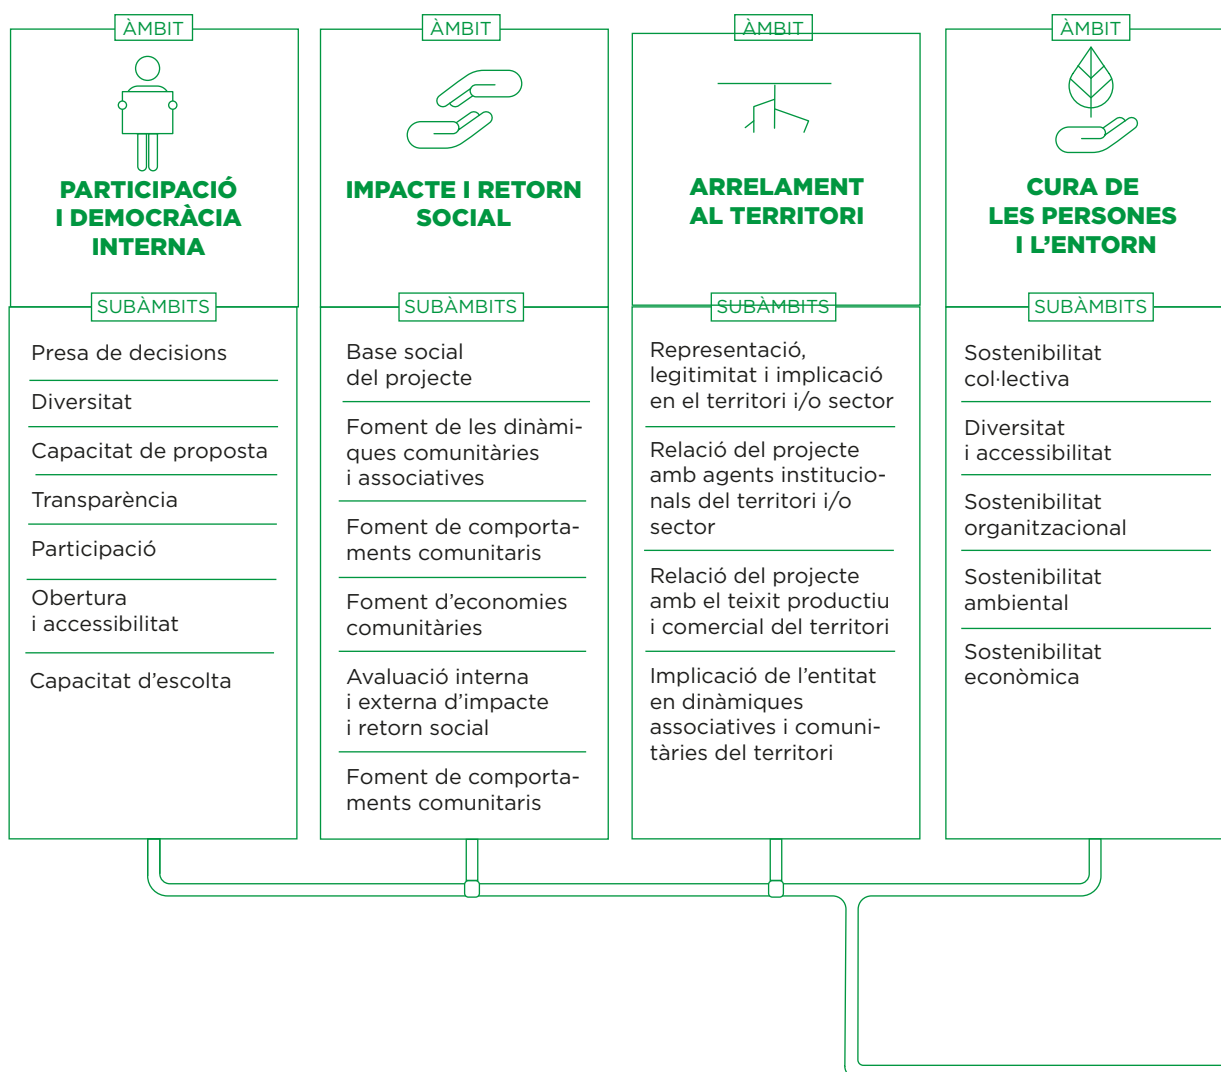 ÀMBIT
PARTICIPACIÓ
I DEMOCRÀCIA
INTERNA
SUBÀMBITS
Presa de decisions
Diversitat
Capacitat de proposta
Transparència
Participació
Obertura
i accessibilitat
Capacitat d’escolta
ÀMBIT
IMPACTE I RETORN
SOCIAL
SUBÀMBITS
Base social
del projecte
Foment de les dinàmi-
ques comunitàries
i associatives
Foment de comporta-
ments comunitaris
Foment d’economies
comunitàries
Avaluació interna
i externa d’impacte
i retorn social
Foment de comporta-
ments comunitaris
ÀMBIT
ARRELAMENT
AL TERRITORI
SUBÀMBITS
Representació,
legitimitat i implicació
en el territori i/o sector
Relació del projecte
amb agents institucio-
nals del territori i/o
sector
Relació del projecte
amb el teixit productiu
i comercial del territori
Implicació de l’entitat
en dinàmiques
associatives i comuni-
tàries del territori
ÀMBIT
CURA DE
LES PERSONES
I L’ENTORN
SUBÀMBITS
Sostenibilitat
col·lectiva
Diversitat
i accessibilitat
Sostenibilitat
organitzacional
Sostenibilitat
ambiental
Sostenibilitat
econòmica